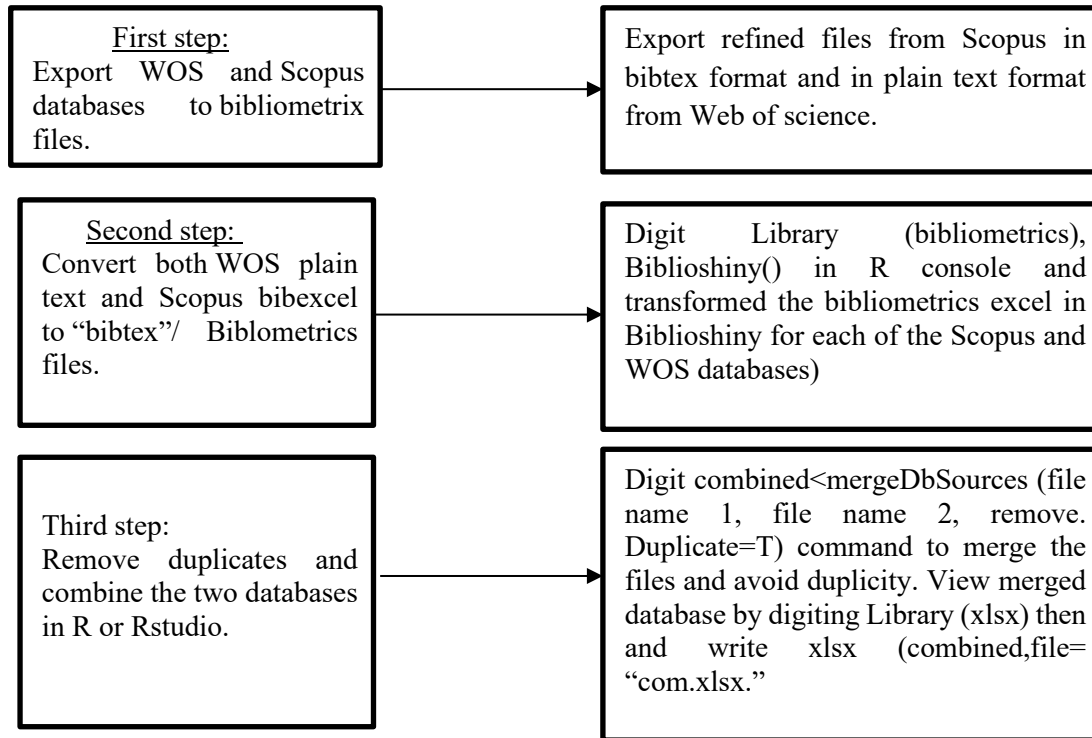 First step:
Export WOS and Scopus
databases to bibliometrix
files.
Export refined files from Scopus in
bibtex format and in plain text format
from Web of science.
Second step:
Convert both WOS plain
text and Scopus bibexcel
to “bibtex”/ Biblometrics
files.
Digit Library (bibliometrics),
Biblioshiny() in R console and
transformed the bibliometrics excel in
Biblioshiny for each of the Scopus and
WOS databases)
Third step:
Remove duplicates and
combine the two databases
in R or Rstudio.
Digit combined<mergeDbSources (file
name 1, file name 2, remove.
Duplicate=T) command to merge the
files and avoid duplicity. View merged
database by digiting Library (xlsx) then
and write xlsx (combined,file=
“com.xlsx.”